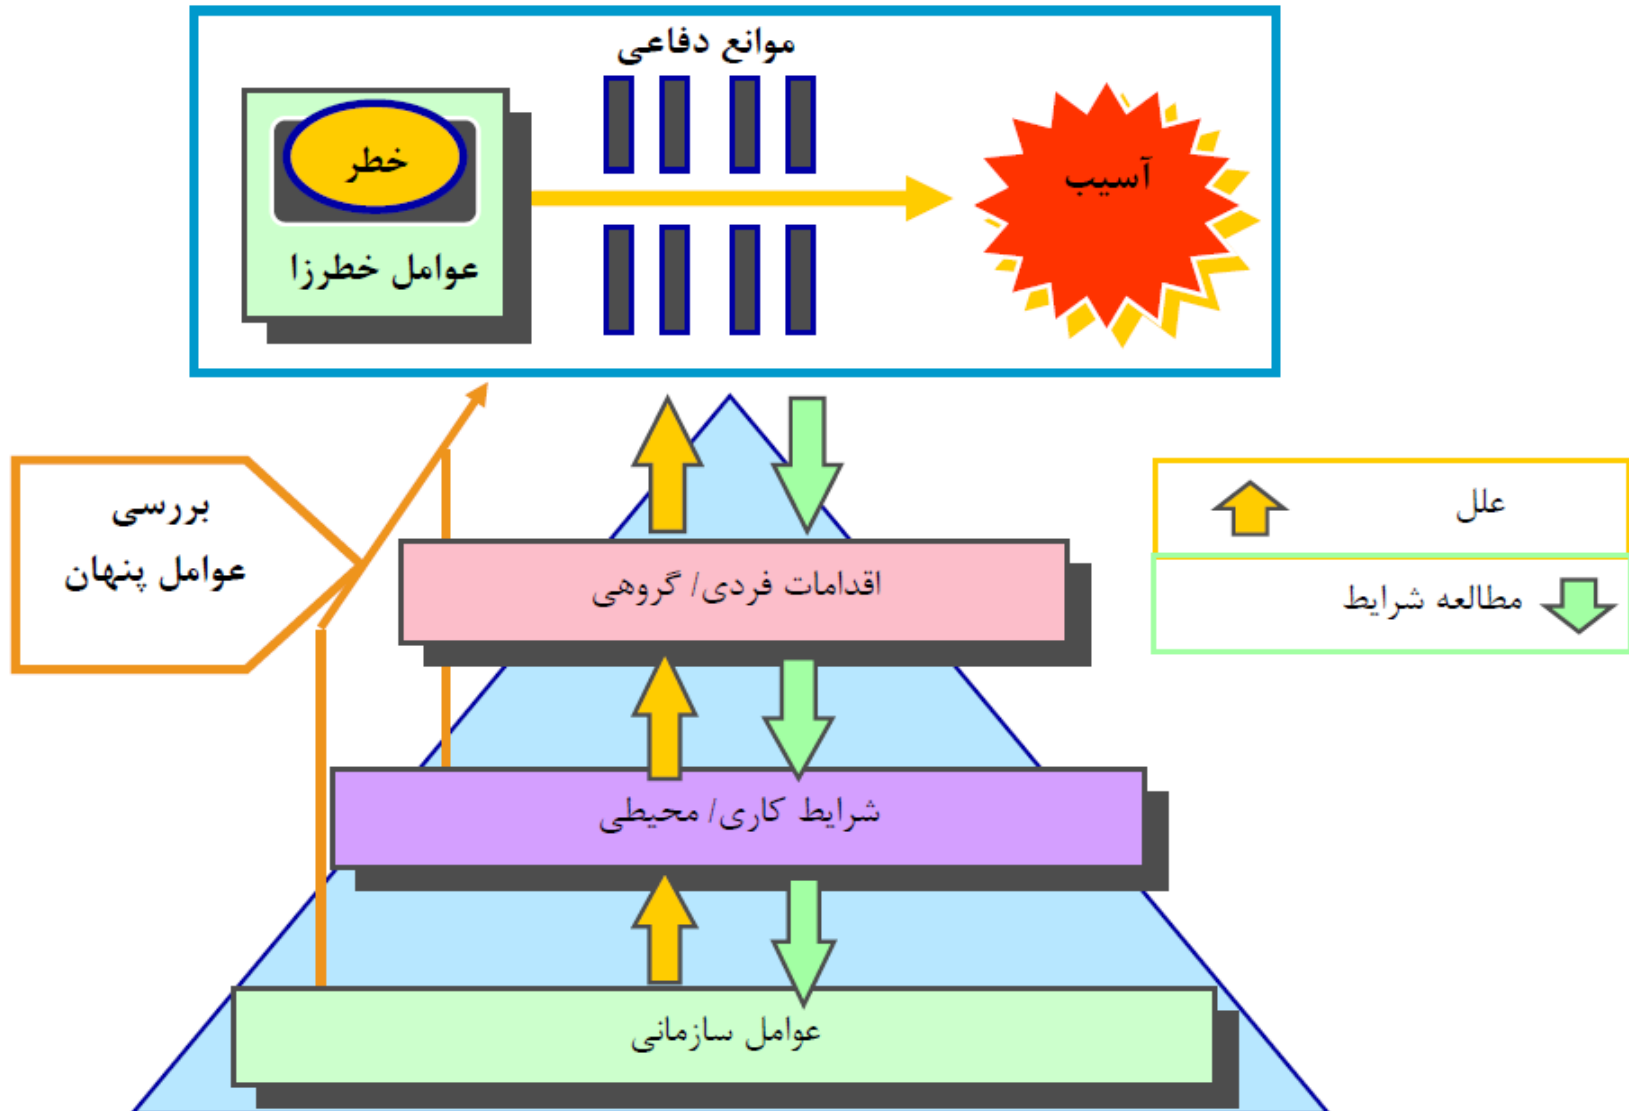 موانع دفاعی
خطر
عوامل خطرزا
آسیب
بررسی
عوامل پنهان
علل
مطالعه شرایط
اقدامات فردی/ گروهی
شرایط کاری/ محیطی
عوامل سازمانی